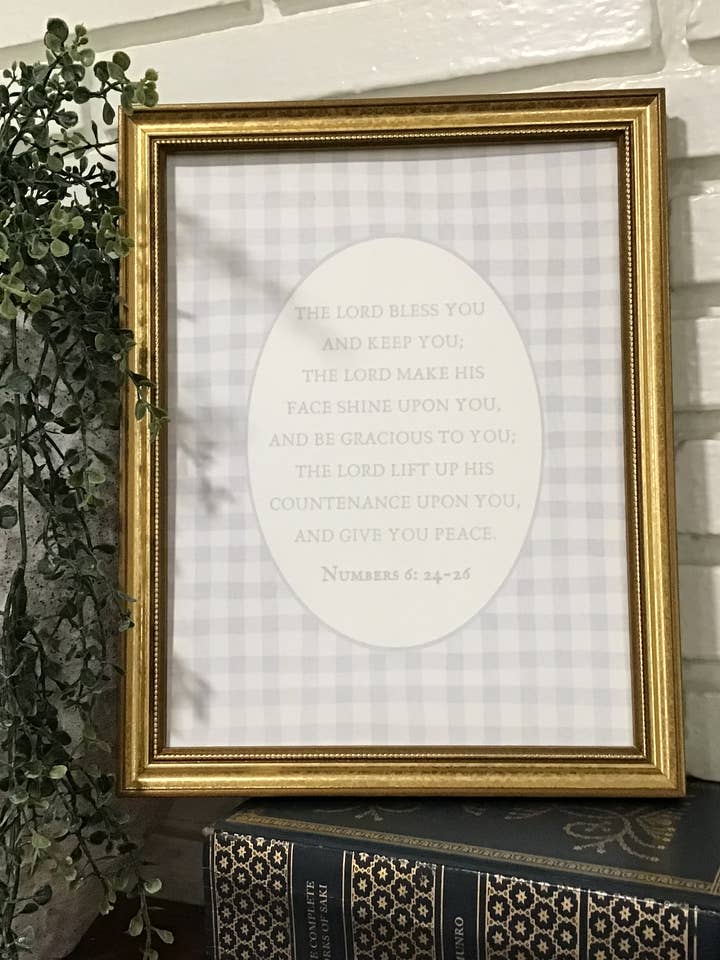 THE LORD BLESS YOU
AND KEEP YOU;
THE LORD MAKE HIS
FACE SHINE UPON YOU,
AND BE GRACIOUS TO YOU;
THE LORD LIFT UP HIS
COUNTENANCE UPON YOU,
AND GIVE YOU PEACE.
NUMBERS 6: 24-26
COMPLETE
OF SAKI